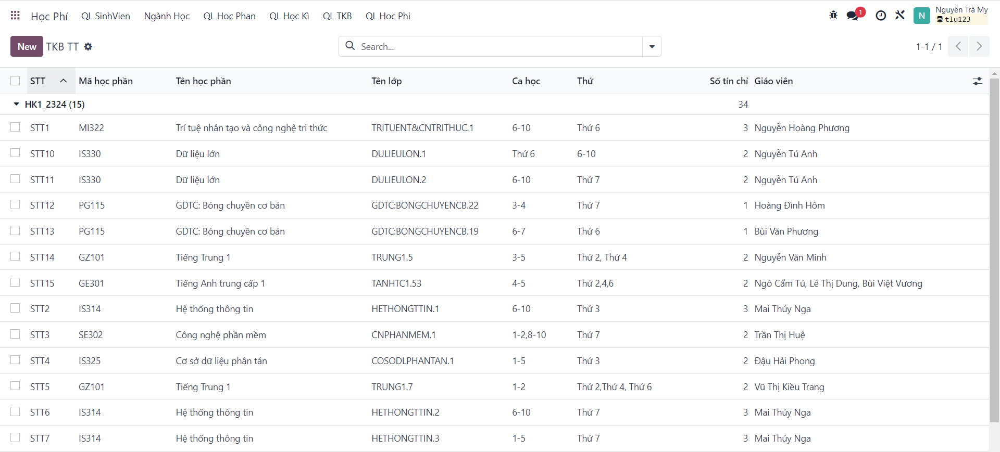 Học Phí QL SinhVien Ngành Học QL Hoc Phan QL Học Kì QL TKB QL Hoc Phi 1 N Nguyễn Trà My
tlu123
New TKB TT Search... 1-1 / 1
STT Mã học phần Tên học phần Tên lớp Ca học Thứ Số tín chỉ Giáo viên
HK1_2324 (15) 34
STT1 MI322 Trí tuệ nhân tạo và công nghệ tri thức TRITUENT&CNTRITHUC.1 6-10 Thứ 6 3 Nguyễn Hoàng Phương
STT10 IS330 Dữ liệu lớn DULIEULON.1 Thứ 6 6-10 2 Nguyễn Tú Anh
STT11 IS330 Dữ liệu lớn DULIEULON.2 6-10 Thứ 7 2 Nguyễn Tú Anh
STT12 PG115 GDTC: Bóng chuyền cơ bản GDTC:BONGCHUYENCB.22 3-4 Thứ 7 1 Hoàng Đình Hôm
STT13 PG115 GDTC: Bóng chuyền cơ bản GDTC:BONGCHUYENCB.19 6-7 Thứ 6 1 Bùi Văn Phương
STT14 GZ101 Tiếng Trung 1 TRUNG1.5 3-5 Thứ 2, Thứ 4 2 Nguyễn Văn Minh
STT15 GE301 Tiếng Anh trung cấp 1 TANHTC1.53 4-5 Thứ 2,4,6 2 Ngô Cẩm Tú, Lê Thị Dung, Bùi Việt Vương
STT2 IS314 Hệ thống thông tin HETHONGTTIN.1 6-10 Thứ 3 3 Mai Thúy Nga
STT3 SE302 Công nghệ phần mềm CNPHANMEM.1 1-2,8-10 Thứ 7 2 Trần Thị Huệ
STT4 IS325 Cơ sở dữ liệu phân tán COSODLPHANTAN.1 1-5 Thứ 3 2 Đậu Hải Phong
STT5 GZ101 Tiếng Trung 1 TRUNG1.7 1-2 Thứ 2,Thứ 4, Thứ 6 2 Vũ Thị Kiều Trang
STT6 IS314 Hệ thống thông tin HETHONGTTIN.2 6-10 Thứ 7 3 Mai Thúy Nga
STT7 IS314 Hệ thống thông tin HETHONGTTIN.3 1-5 Thứ 7 3 Mai Thúy Nga